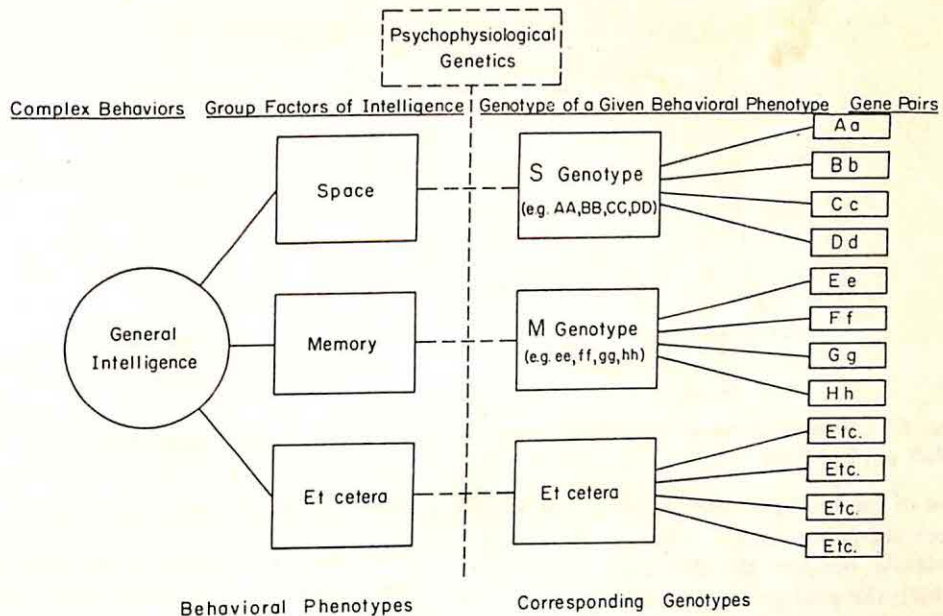 Psychophysiological
Genetics
Complex Behaviors Group Factors of Intelligence Genotype of a Given Behavioral Phenotype Gene Pairs
Space
S Genotype
(e.g. AA,BB,CC,DD)
Aa
Bb
Cc
Dd
General
Intelligence
Memory
M Genotype
(e.g. ee,ff,gg,hh)
Ee
Ff
Gg
Hh
Et cetera
Et cetera
Etc.
Etc.
Etc.
Etc.
Behavioral Phenotypes
Corresponding Genotypes